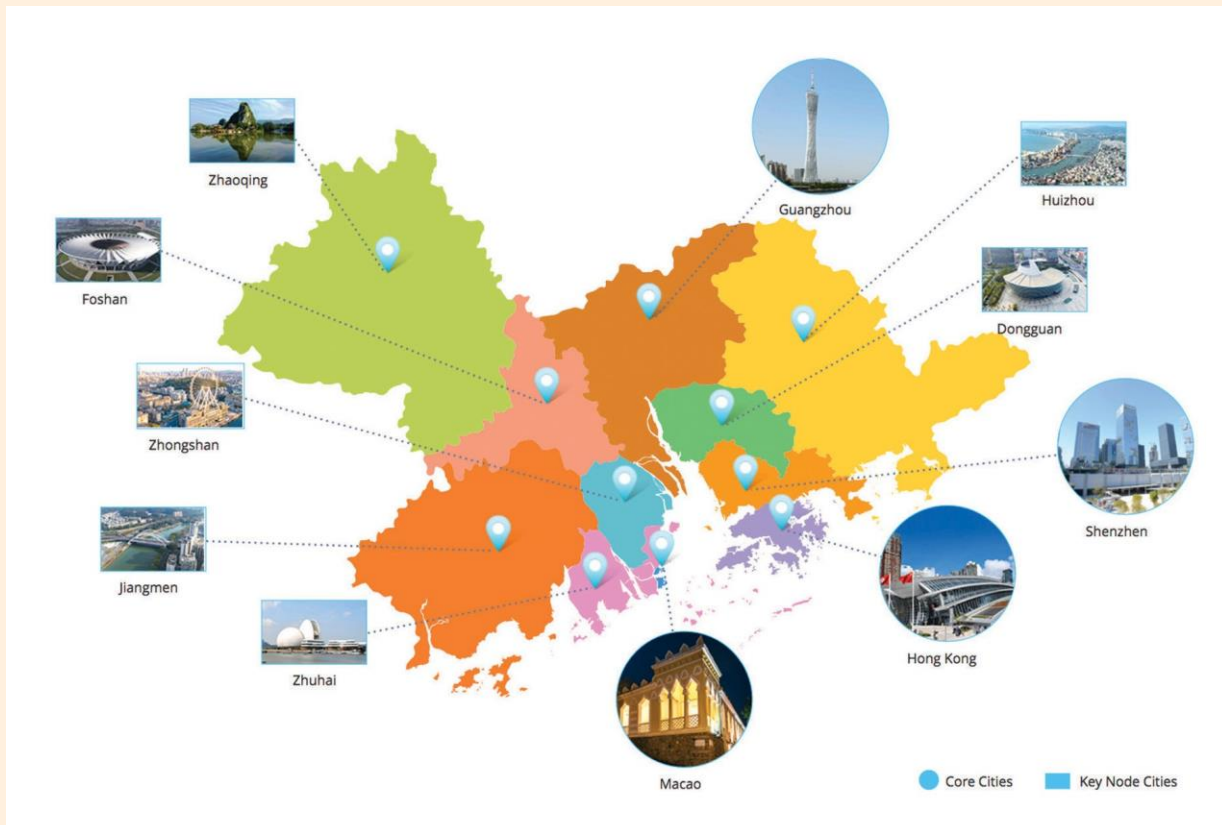 Zhaoqing
Guangzhou
Huizhou
Foshan
Dongguan
Zhongshan
Shenzhen
Jiangmen
Hong Kong
Zhuhai
Macao
Core Cities
Key Node Cities